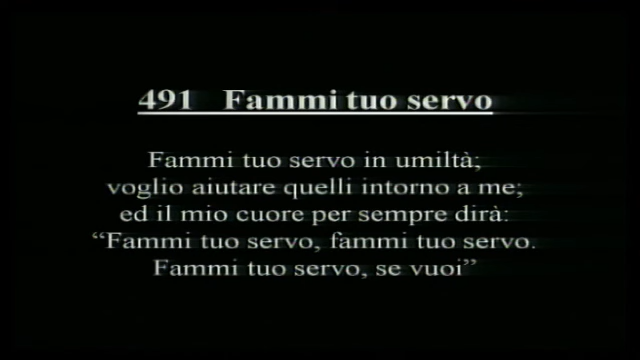 491 Fammi tuo servo
Fammi tuo servo in umiltà;
voglio aiutare quelli intorno a me;
ed il mio cuore per sempre dirà:
“Fammi tuo servo, fammi tuo servo.
Fammi tuo servo, se vuoi”